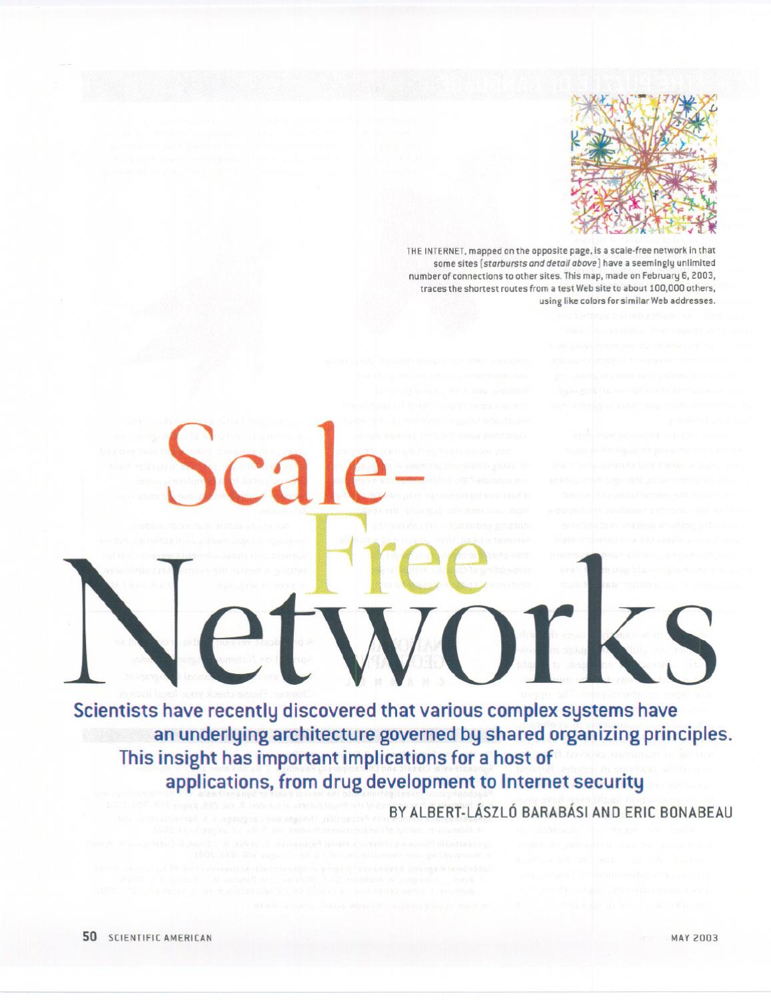 THE INTERNET, mapped on the opposite page, is a scale-free network in that
some sites (starbursts and detail above) have a seemingly unlimited
number of connections to other sites. This map, made on February 6, 2003,
traces the shortest routes from a test Web site to about 100,000 others,
using like colors for similar Web addresses.
Scale-
Free
Networks
Scientists have recently discovered that various complex systems have
an underlying architecture governed by shared organizing principles.
This insight has important implications for a host of
applications, from drug development to Internet security
BY ALBERT-LÁSZLÓ BARABÁSI AND ERIC BONABEAU
50 SCIENTIFIC AMERICAN
MAY 2003